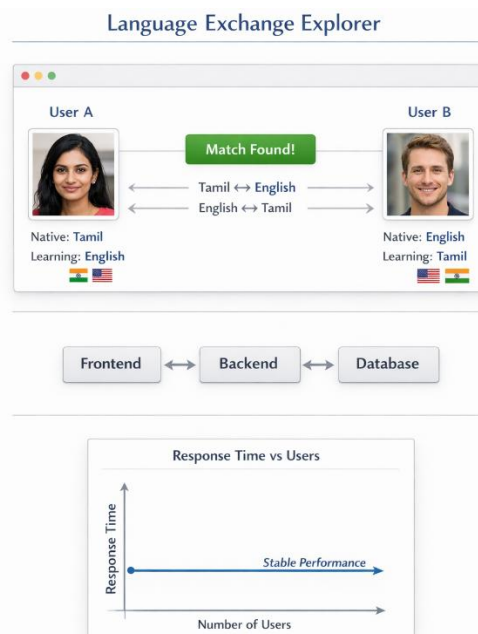 Language Exchange Explorer
User A
User B
Match Found!
Tamil ↔ English
English ↔ Tamil
Native: Tamil
Learning: English
Native: English
Learning: Tamil
Frontend
Backend
Database
Response Time vs Users
Response Time
Stable Performance
Number of Users